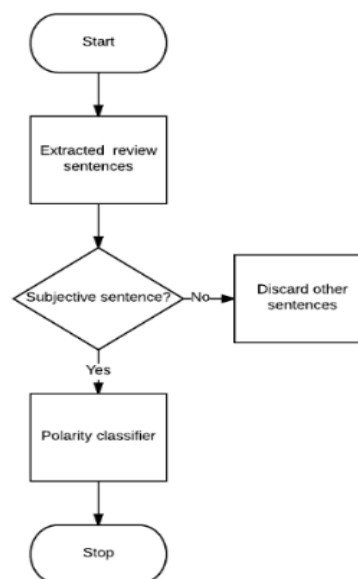 Start
Extracted review
sentences
Subjective sentence?
No
Discard other
sentences
Yes
Polarity classifier
Stop